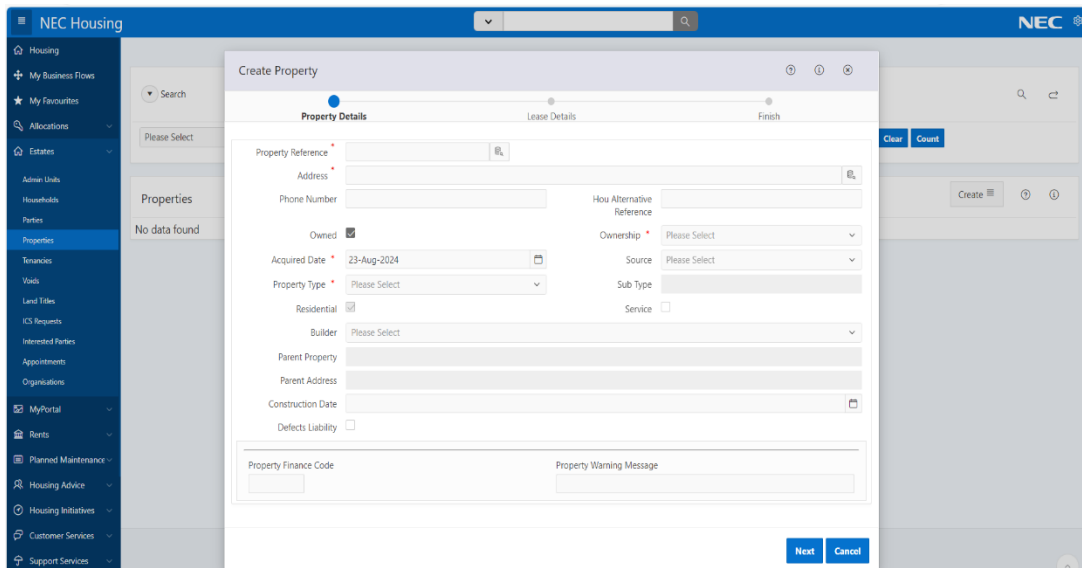 NEC Housing
NEC
Housing
My Business Flows
My Favourites
Allocations
Estates
Admin Units
Households
Parties
Properties
Tenancies
Voids
Land Titles
ICS Requests
Interested Parties
Appointments
Organisations
MyPortal
Rents
Planned Maintenance
Housing Advice
Housing Initiatives
Customer Services
Support Services
Search
Please Select
Clear Count
Properties
Create
No data found
Create Property
Property Details Lease Details Finish
Property Reference *
Address *
Phone Number Hou Alternative
Reference
Owned Ownership * Please Select
Acquired Date * 23-Aug-2024 Source Please Select
Property Type * Please Select Sub Type
Residential Service
Builder Please Select
Parent Property
Parent Address
Construction Date
Defects Liability
Property Finance Code Property Warning Message
Next Cancel